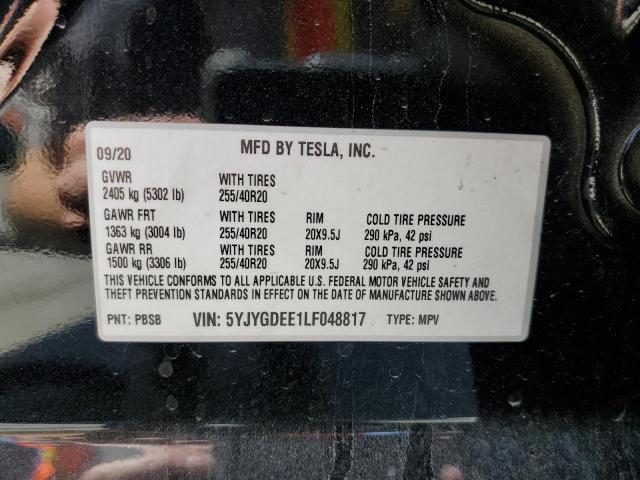 09/20 MFD BY TESLA, INC.
GVWR WITH TIRES
2405 kg (5302 lb) 255/40R20
GAWR FRT WITH TIRES RIM COLD TIRE PRESSURE
1363 kg (3004 lb) 255/40R20 20X9.5J 290 kPa, 42 psi
GAWR RR WITH TIRES RIM COLD TIRE PRESSURE
1500 kg (3306 lb) 255/40R20 20X9.5J 290 kPa, 42 psi
THIS VEHICLE CONFORMS TO ALL APPLICABLE U.S. FEDERAL MOTOR VEHICLE SAFETY AND
THEFT PREVENTION STANDARDS IN EFFECT ON THE DATE OF MANUFACTURE SHOWN ABOVE.
PNT: PBSB VIN: 5YJYGDEE1LF048817 TYPE: MPV